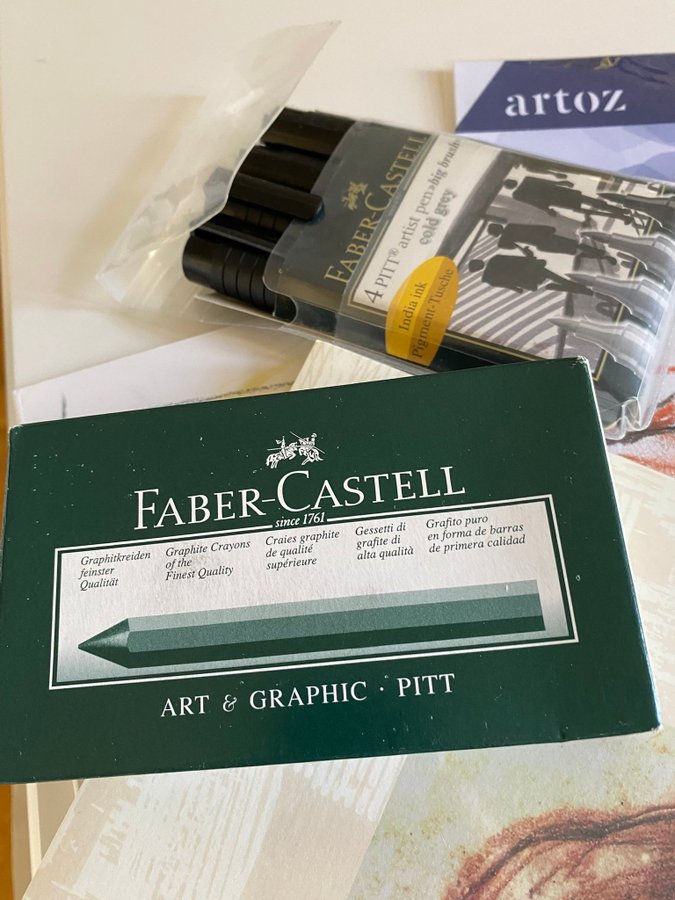 artoz
FABER-CASTELL
4 PITT® artist pen»big brush
cold grey
India ink
Pigment-Tusche
FABER-CASTELL
since 1761
Graphitkreiden
feinster
Qualität
Graphite Crayons
of the
Finest Quality
Craies graphite
de qualité
supérieure
Gessetti di
grafite di
alta qualità
Grafito puro
en forma de barras
de primera calidad
ART & GRAPHIC · PITT